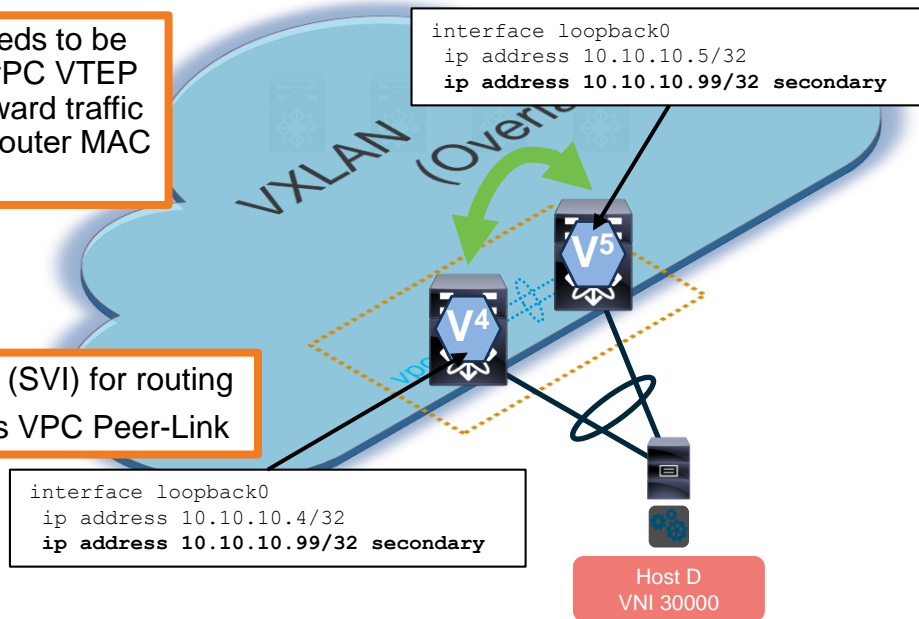 eds to be
PC VTEP
ward traffic
outer MAC
interface loopback0
ip address 10.10.10.5/32
ip address 10.10.10.99/32 secondary
VXLAN
(Overla
V5
V4
vpc
(SVI) for routing
s VPC Peer-Link
interface loopback0
ip address 10.10.10.4/32
ip address 10.10.10.99/32 secondary
Host D
VNI 30000